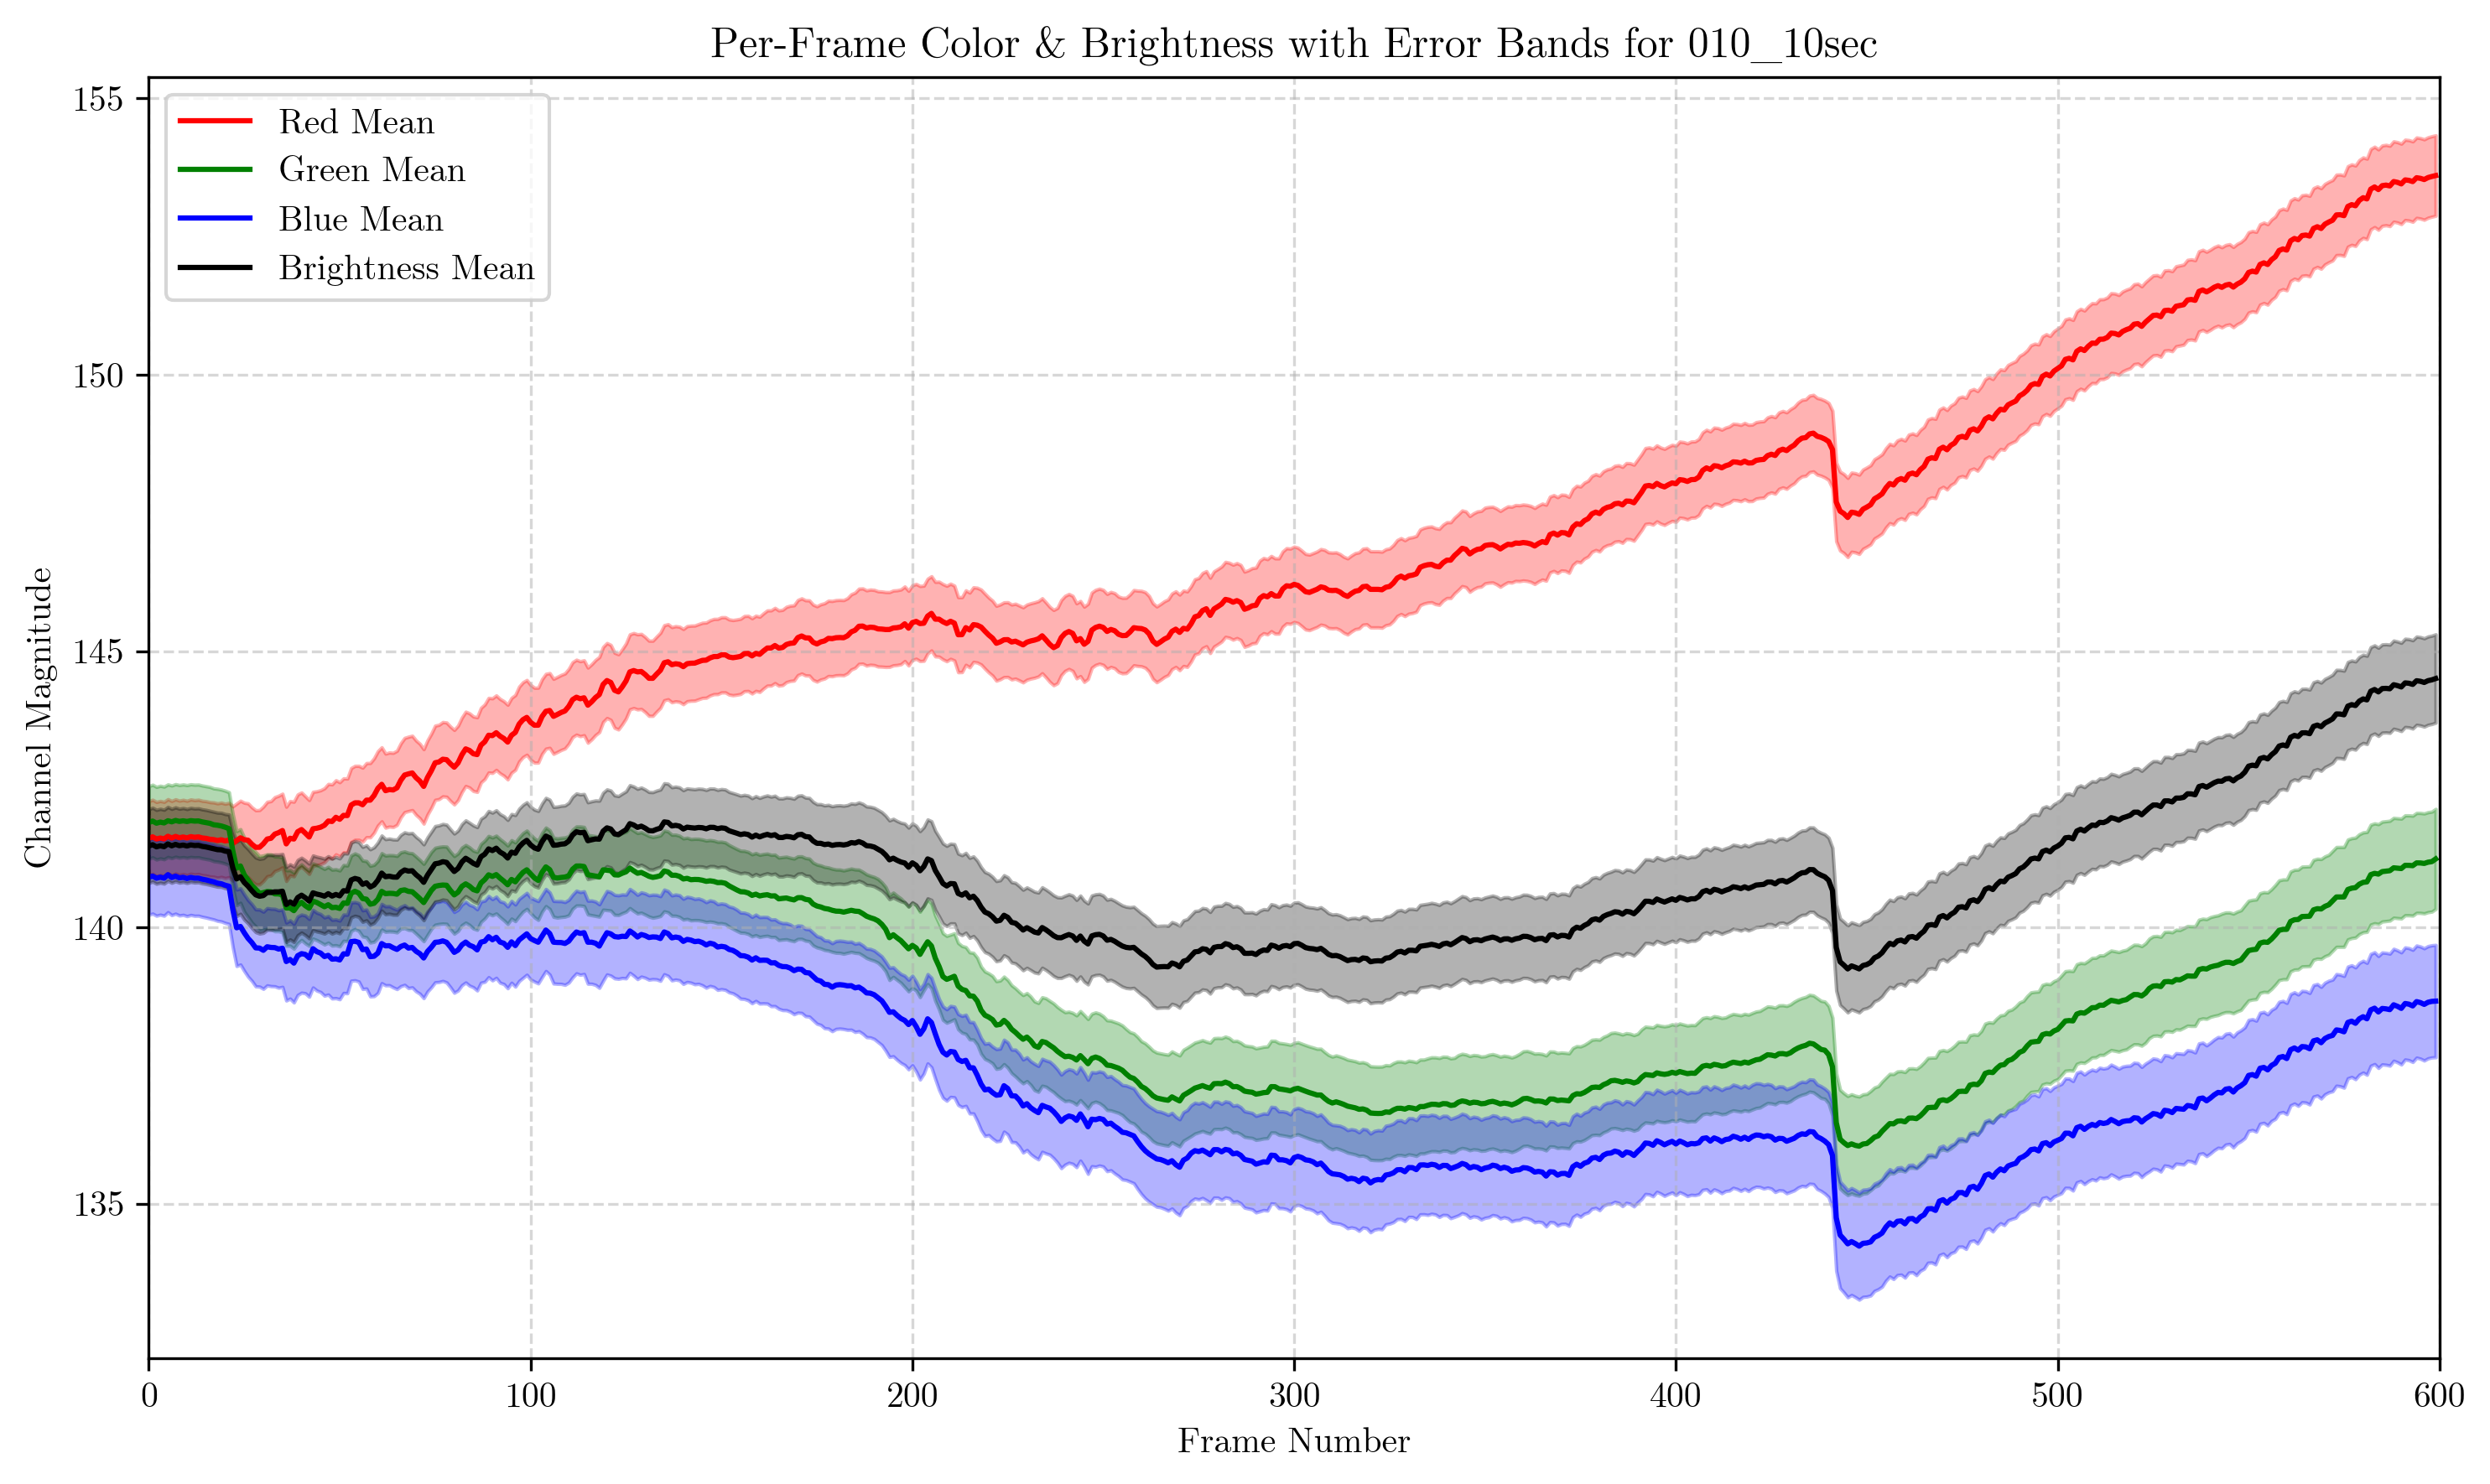 Per-Frame Color & Brightness with Error Bands for 010_10sec
Red Mean
Green Mean
Blue Mean
Brightness Mean
155
150
145
140
135
Channel Magnitude
0 100 200 300 400 500 600
Frame Number